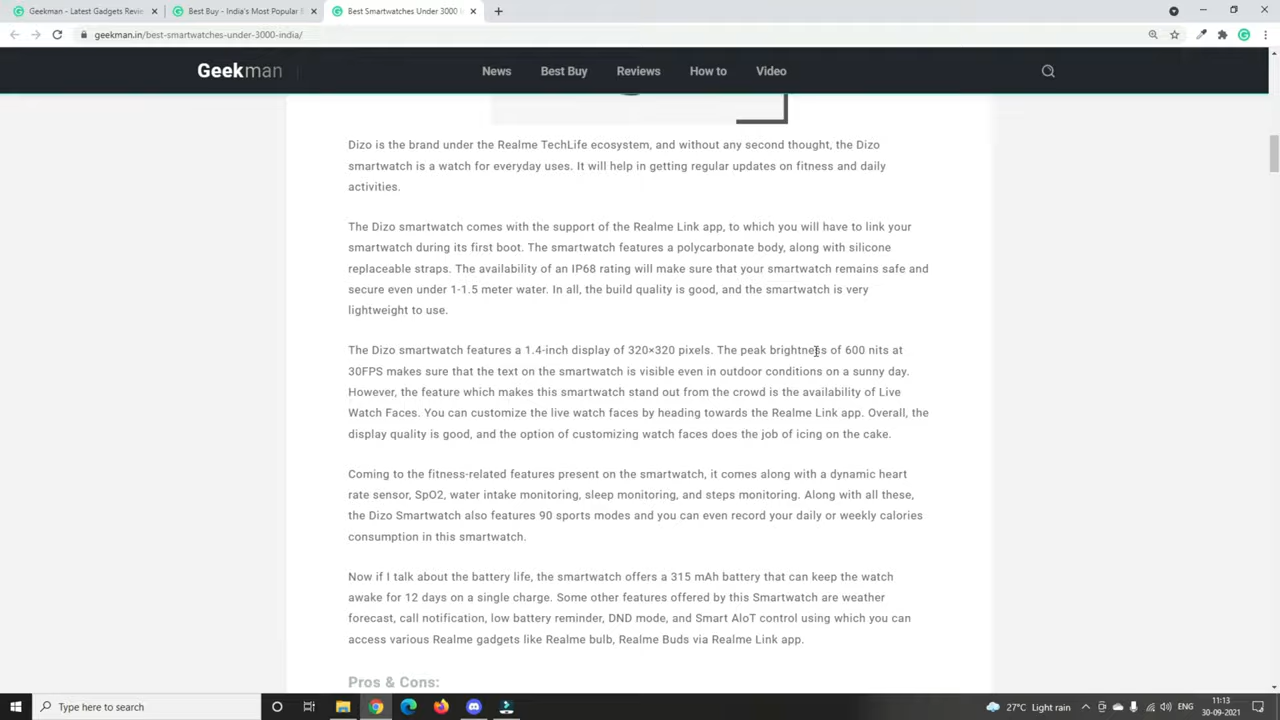 Geekman - Latest Gadgets Revie
Best Buy - India's Most Popular
Best Smartwatches Under 3000
geekman.in/best-smartwatches-under-3000-india/
Geekman
News
Best Buy
Reviews
How to
Video
Dizo is the brand under the Realme TechLife ecosystem, and without any second thought, the Dizo
smartwatch is a watch for everyday uses. It will help in getting regular updates on fitness and daily
activities.
The Dizo smartwatch comes with the support of the Realme Link app, to which you will have to link your
smartwatch during its first boot. The smartwatch features a polycarbonate body, along with silicone
replaceable straps. The availability of an IP68 rating will make sure that your smartwatch remains safe and
secure even under 1-1.5 meter water. In all, the build quality is good, and the smartwatch is very
lightweight to use.
The Dizo smartwatch features a 1.4-inch display of 320×320 pixels. The peak brightness of 600 nits at
30FPS makes sure that the text on the smartwatch is visible even in outdoor conditions on a sunny day.
However, the feature which makes this smartwatch stand out from the crowd is the availability of Live
Watch Faces. You can customize the live watch faces by heading towards the Realme Link app. Overall, the
display quality is good, and the option of customizing watch faces does the job of icing on the cake.
Coming to the fitness-related features present on the smartwatch, it comes along with a dynamic heart
rate sensor, SpO2, water intake monitoring, sleep monitoring, and steps monitoring. Along with all these,
the Dizo Smartwatch also features 90 sports modes and you can even record your daily or weekly calories
consumption in this smartwatch.
Now if I talk about the battery life, the smartwatch offers a 315 mAh battery that can keep the watch
awake for 12 days on a single charge. Some other features offered by this Smartwatch are weather
forecast, call notification, low battery reminder, DND mode, and Smart AIoT control using which you can
access various Realme gadgets like Realme bulb, Realme Buds via Realme Link app.
Pros & Cons:
Type here to search
27°C Light rain
ENG
11:13
30-09-2021